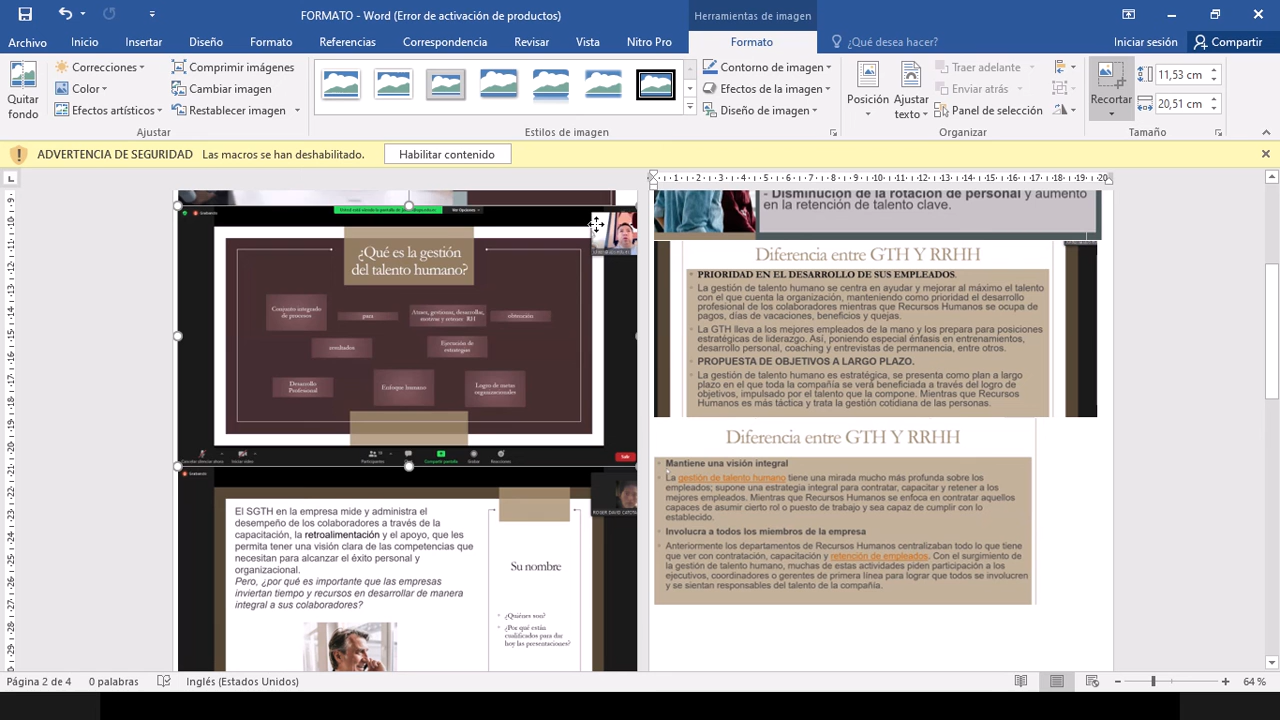 FORMATO - Word (Error de activación de productos)
Herramientas de imagen
Archivo
Inicio
Insertar
Diseño
Formato
Referencias
Correspondencia
Revisar
Vista
Nitro Pro
Formato
¿Qué desea hacer?
Iniciar sesión
Compartir
Quitar fondo
Correcciones
Color
Efectos artísticos
Comprimir imágenes
Cambiar imagen
Restablecer imagen
Contorno de imagen
Efectos de la imagen
Diseño de imagen
Posición
Ajustar texto
Traer adelante
Enviar atrás
Panel de selección
Recortar
11,53 cm
20,51 cm
Ajustar
Estilos de imagen
Organizar
Tamaño
ADVERTENCIA DE SEGURIDAD
Las macros se han deshabilitado.
Habilitar contenido
¿Qué es la gestión
del talento humano?
Conjunto integrado
de procesos
para
Atraer, gestionar, desarrollar,
motivar y retener RH
obtención
resultados
Ejecución de
estrategias
Desarrollo
Profesional
Enfoque humano
Logro de metas
organizacionales
Participantes
Compartir pantalla
Grabar
Reacciones
El SGTH en la empresa mide y administra el
desempeño de los colaboradores a través de la
capacitación, la retroalimentación y el apoyo, que les
permita tener una visión clara de las competencias que
necesitan para alcanzar el éxito personal y
organizacional.
Pero, ¿por qué es importante que las empresas
inviertan tiempo y recursos en desarrollar de manera
integral a sus colaboradores?
Su nombre
¿Quiénes son?
¿Por qué están
cualificados para dar
hoy las presentaciones?
- Disminución de la rotación de personal y aumento
en la retención de talento clave.
Diferencia entre GTH Y RRHH
PRIORIDAD EN EL DESARROLLO DE SUS EMPLEADOS.
La gestión de talento humano se centra en ayudar y mejorar al máximo el talento
con el que cuenta la organización, manteniendo como prioridad el desarrollo
profesional de los colaboradores mientras que Recursos Humanos se ocupa de
pagos, días de vacaciones, beneficios y quejas.
La GTH lleva a los mejores empleados de la mano y los prepara para posiciones
estratégicas de liderazgo. Así, poniendo especial énfasis en entrenamientos,
desarrollo personal, coaching y entrevistas de permanencia, entre otros.
PROPUESTA DE OBJETIVOS A LARGO PLAZO.
La gestión de talento humano es estratégica, se presenta como plan a largo
plazo en el que toda la compañía se verá beneficiada a través del logro de
objetivos, impulsado por el talento que la compone. Mientras que Recursos
Humanos es más táctica y trata la gestión cotidiana de las personas.
Diferencia entre GTH Y RRHH
Mantiene una visión integral
La gestión de talento humano tiene una mirada mucho más profunda sobre los
empleados; supone una estrategia integral para contratar, capacitar y retener a los
mejores empleados. Mientras que Recursos Humanos se enfoca en contratar aquellos
capaces de asumir cierto rol o puesto de trabajo y sea capaz de cumplir con lo
establecido.
Involucra a todos los miembros de la empresa
Anteriormente los departamentos de Recursos Humanos centralizaban todo lo que tiene
que ver con contratación, capacitación y retención de empleados. Con el surgimiento de
la gestión de talento humano, muchas de estas actividades piden participación a los
ejecutivos, coordinadores o gerentes de primera línea para lograr que todos se involucren
y se sientan responsables del talento de la compañía.
Página 2 de 4
0 palabras
Inglés (Estados Unidos)
64 %